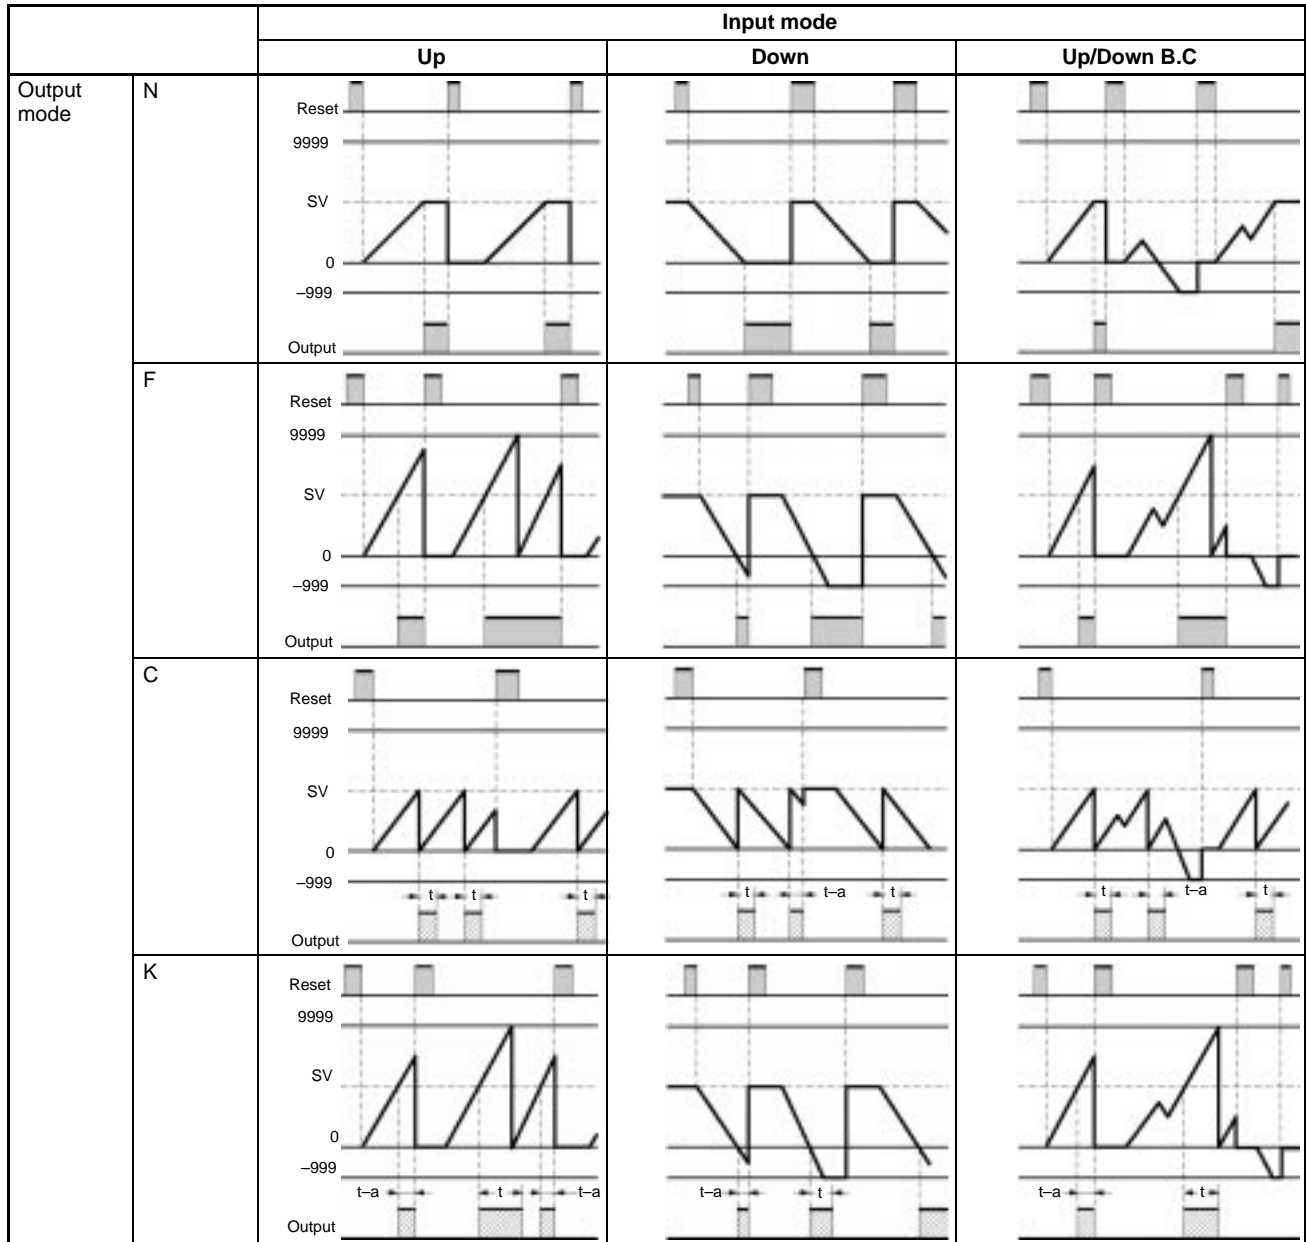 Input mode
Up Down Up/Down B.C
Output mode
N
Reset
9999
SV
0
–999
Output
F
Reset
9999
SV
0
–999
Output
C
Reset
9999
SV
0
–999
t t t
t t–a t
t t–a t
Output
K
Reset
9999
SV
0
–999
t–a t t–a
t–a t
t–a t
Output